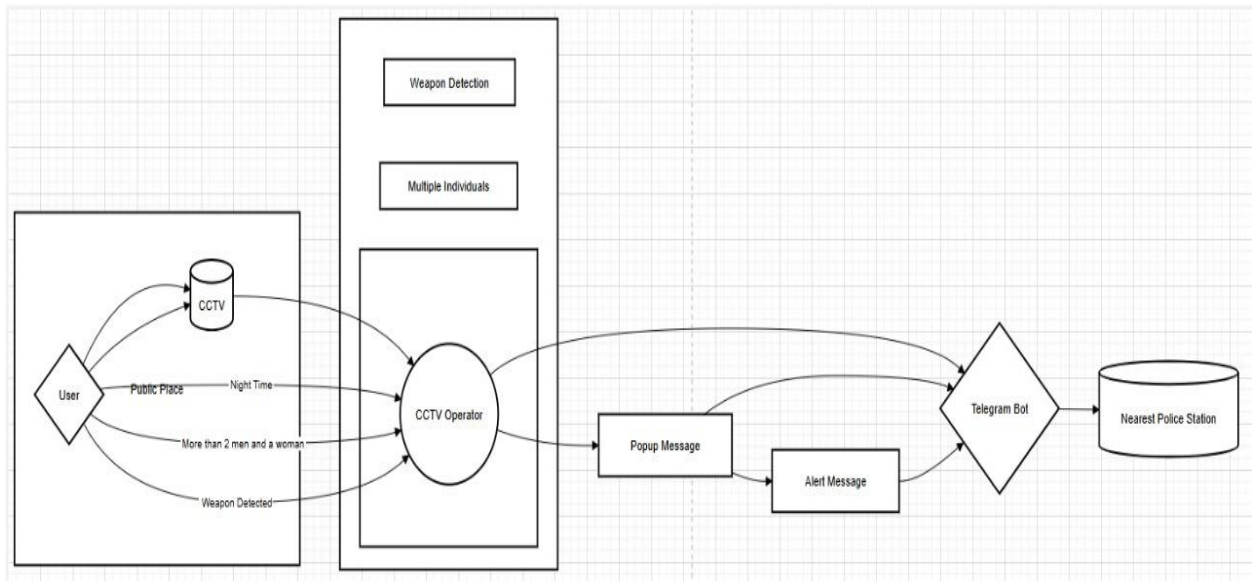 Weapon Detection
Multiple Individuals
CCTV
User
Public Place
Night Time
More than 2 men and a woman
Weapon Detected
CCTV Operator
Popup Message
Alert Message
Telegram Bot
Nearest Police Station